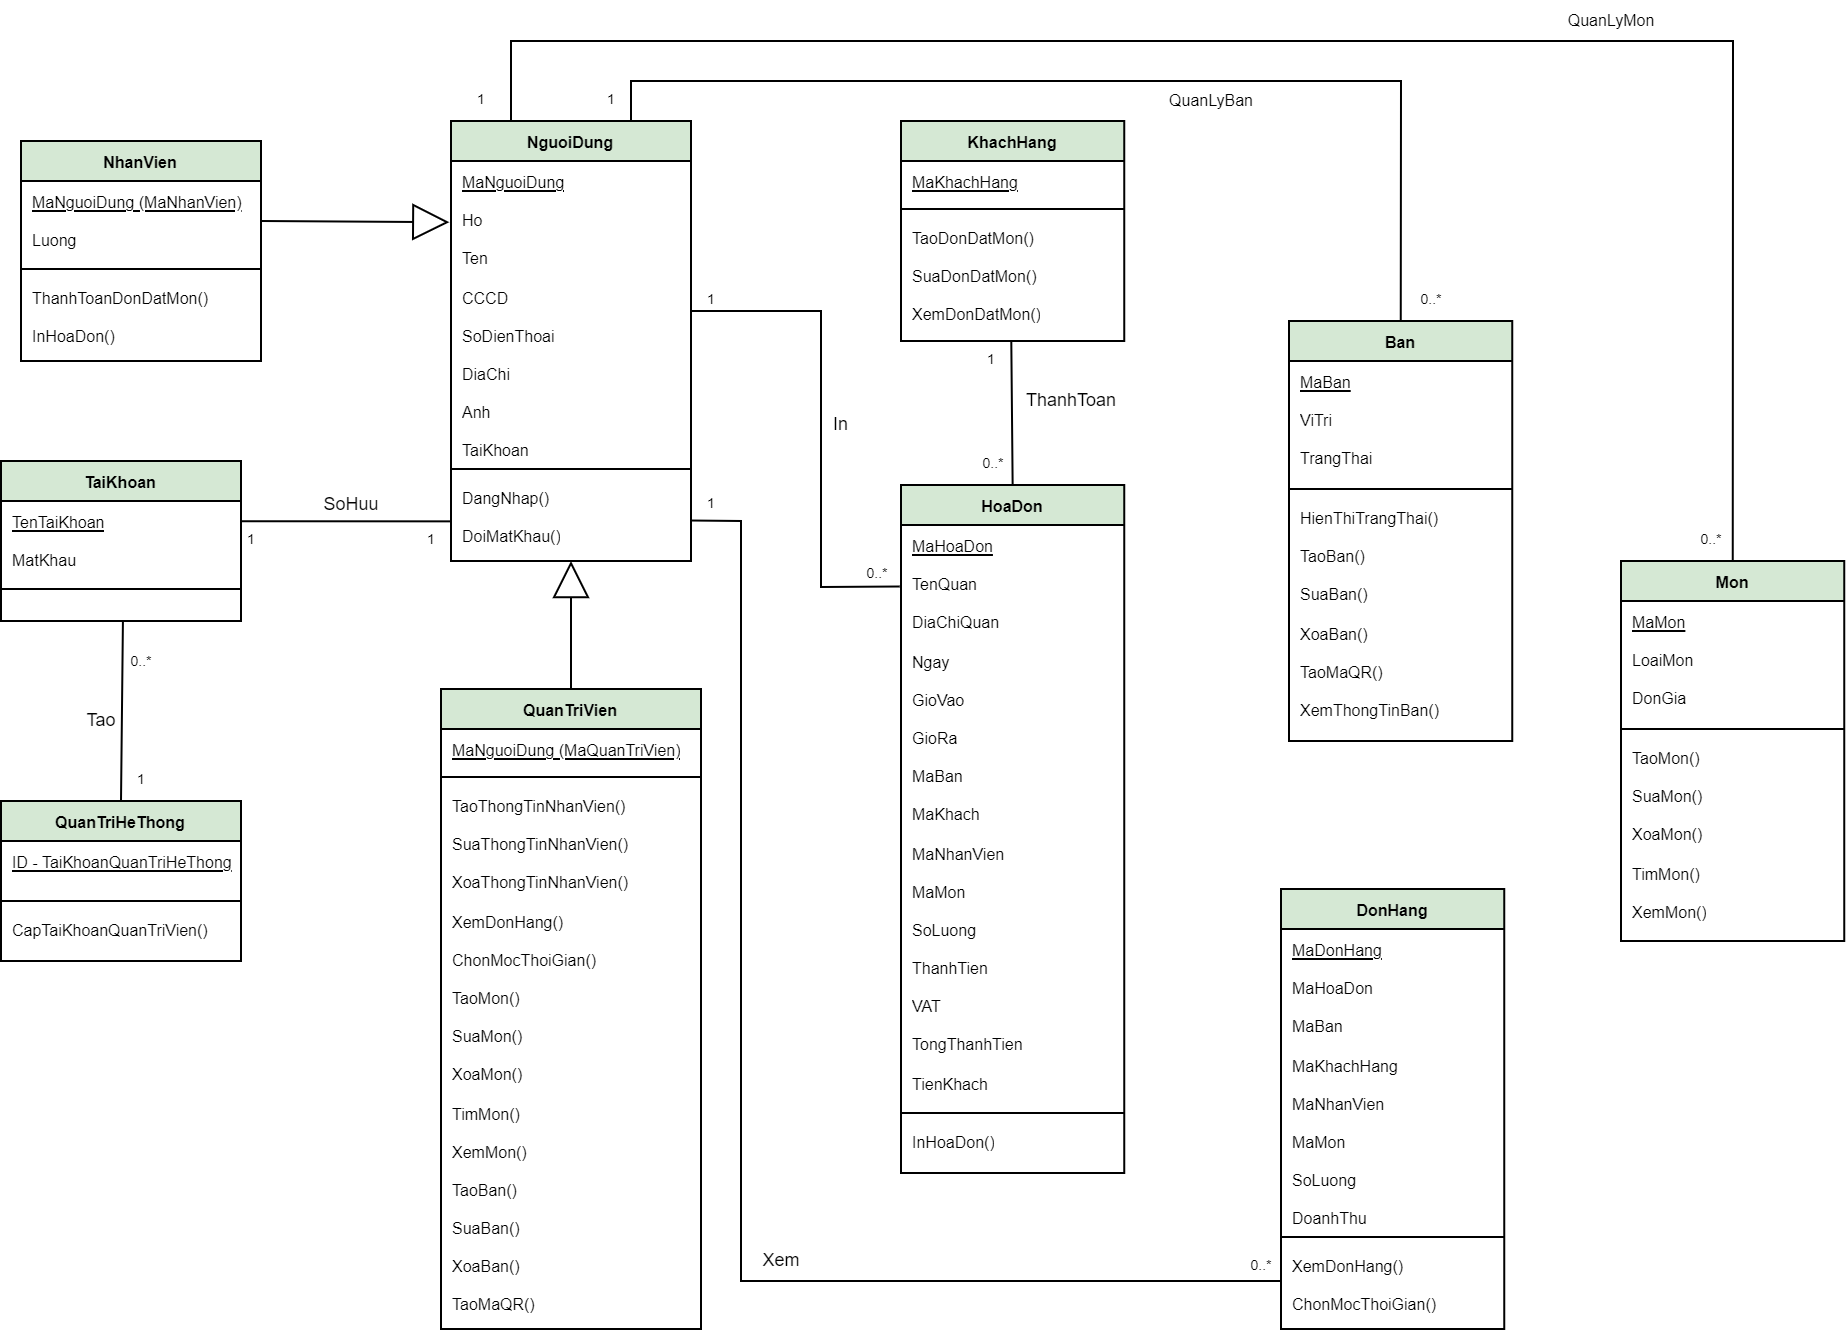 QuanLyMon
1
1
QuanLyBan
NhanVien
MaNguoiDung (MaNhanVien)
Luong
ThanhToanDonDatMon()
InHoaDon()
NguoiDung
MaNguoiDung
Ho
Ten
CCCD
SoDienThoai
DiaChi
Anh
TaiKhoan
DangNhap()
DoiMatKhau()
KhachHang
MaKhachHang
TaoDonDatMon()
SuaDonDatMon()
XemDonDatMon()
1
In
0..*
1
ThanhToan
0..*
0..*
Ban
MaBan
ViTri
TrangThai
HienThiTrangThai()
TaoBan()
SuaBan()
XoaBan()
TaoMaQR()
XemThongTinBan()
0..*
Mon
MaMon
LoaiMon
DonGia
TaoMon()
SuaMon()
XoaMon()
TimMon()
XemMon()
TaiKhoan
TenTaiKhoan
MatKhau
SoHuu
1
1
0..*
Tao
1
QuanTriHeThong
ID - TaiKhoanQuanTriHeThong
CapTaiKhoanQuanTriVien()
QuanTriVien
MaNguoiDung (MaQuanTriVien)
TaoThongTinNhanVien()
SuaThongTinNhanVien()
XoaThongTinNhanVien()
XemDonHang()
ChonMocThoiGian()
TaoMon()
SuaMon()
XoaMon()
TimMon()
XemMon()
TaoBan()
SuaBan()
XoaBan()
TaoMaQR()
HoaDon
MaHoaDon
TenQuan
DiaChiQuan
Ngay
GioVao
GioRa
MaBan
MaKhach
MaNhanVien
MaMon
SoLuong
ThanhTien
VAT
TongThanhTien
TienKhach
InHoaDon()
1
Xem
0..*
DonHang
MaDonHang
MaHoaDon
MaBan
MaKhachHang
MaNhanVien
MaMon
SoLuong
DoanhThu
XemDonHang()
ChonMocThoiGian()